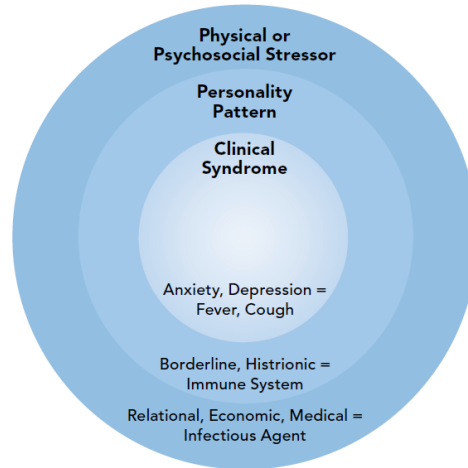 Physical or
Psychosocial Stressor
Personality
Pattern
Clinical
Syndrome
Anxiety, Depression =
Fever, Cough
Borderline, Histrionic =
Immune System
Relational, Economic, Medical =
Infectious Agent